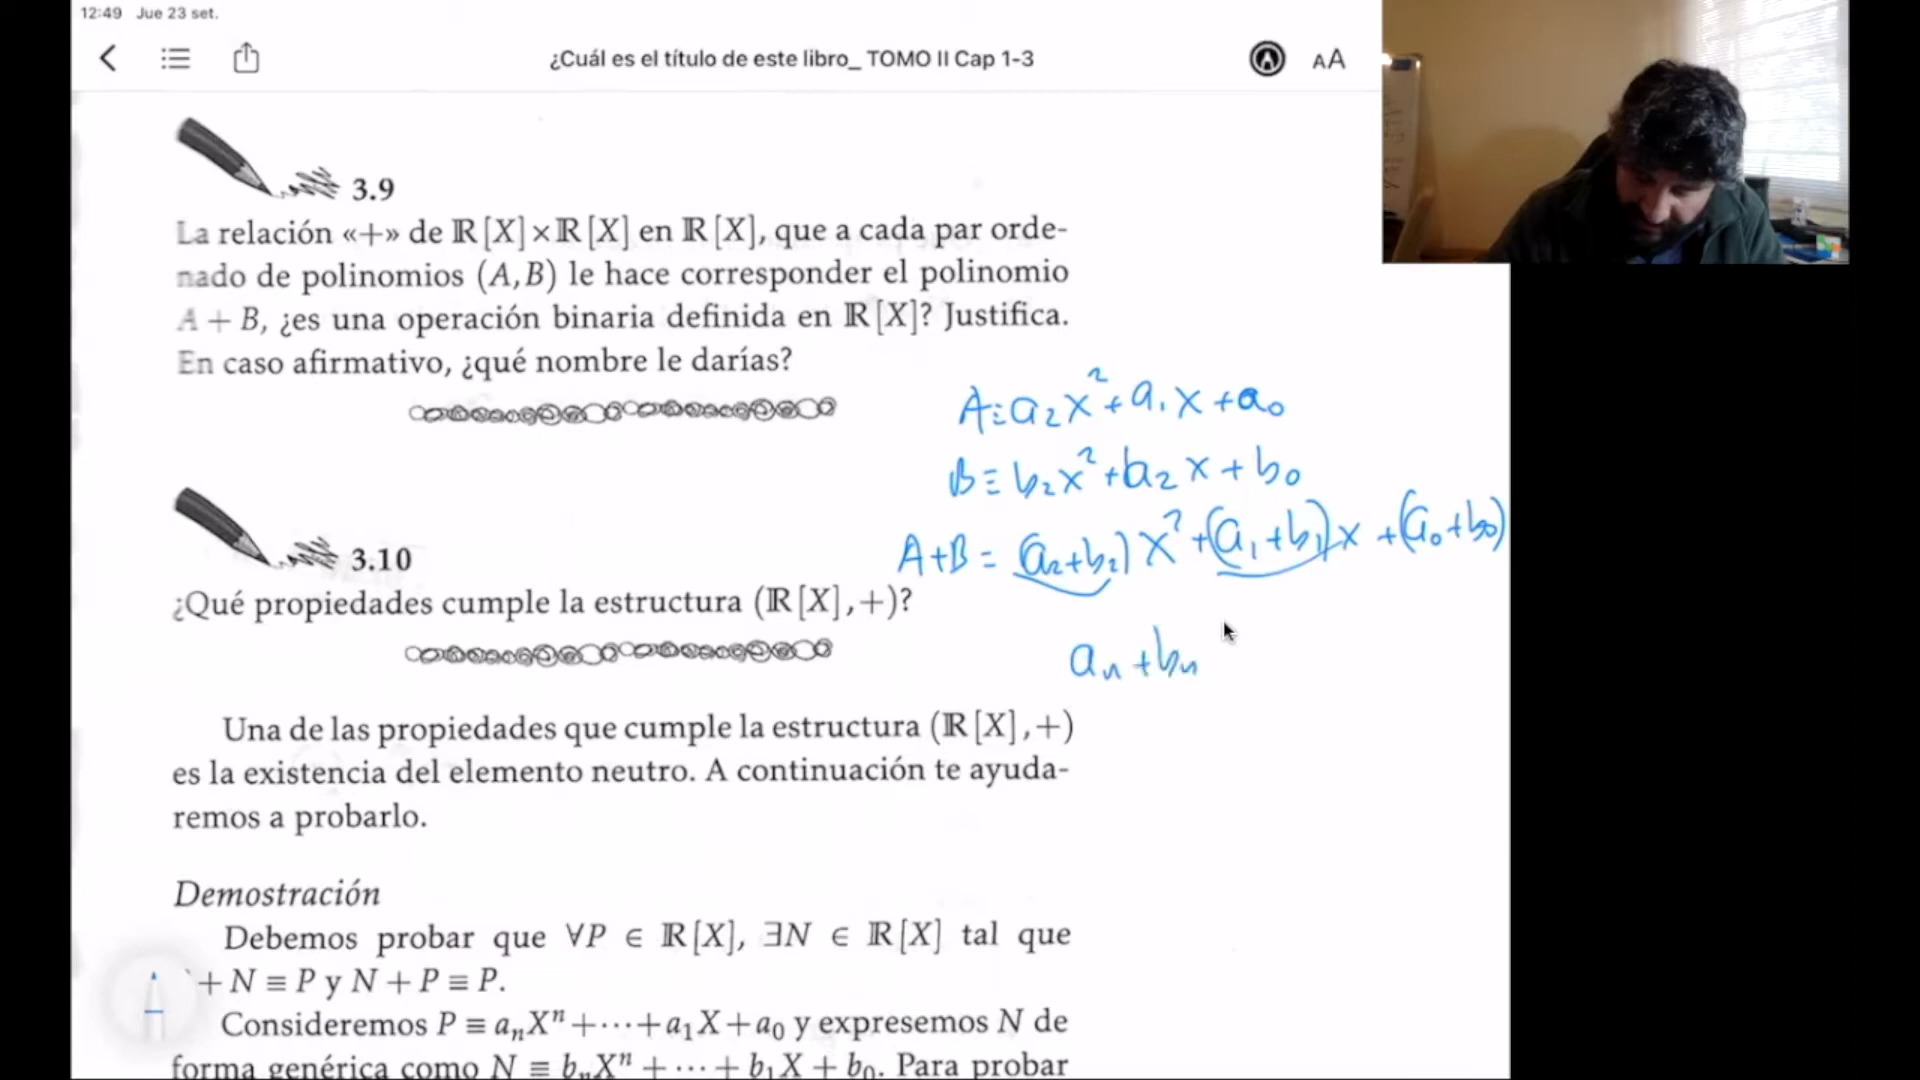 12:49 Jue 23 set.
¿Cuál es el título de este libro_ TOMO II Cap 1-3
AA
3.9
La relación «+» de ℝ[X]×ℝ[X] en ℝ[X], que a cada par orde-
nado de polinomios (A,B) le hace corresponder el polinomio
A + B, ¿es una operación binaria definida en ℝ[X]? Justifica.
En caso afirmativo, ¿qué nombre le darías?
A≡a₂x²+a₁x+a₀
B≡b₂x²+b₂x+b₀
A+B=(a₂+b₂)x²+(a₁+b₁)x+(a₀+b₀)
3.10
¿Qué propiedades cumple la estructura (ℝ[X],+)?
aₙ+bₙ
Una de las propiedades que cumple la estructura (ℝ[X],+)
es la existencia del elemento neutro. A continuación te ayuda-
remos a probarlo.
Demostración
Debemos probar que ∀P ∈ ℝ[X], ∃N ∈ ℝ[X] tal que
+ N ≡ P y N + P ≡ P.
Consideremos P ≡ aₙXⁿ+⋯+a₁X+a₀ y expresemos N de
forma genérica como N ≡ bₙXⁿ + ⋯ + b₁X + b₀. Para probar